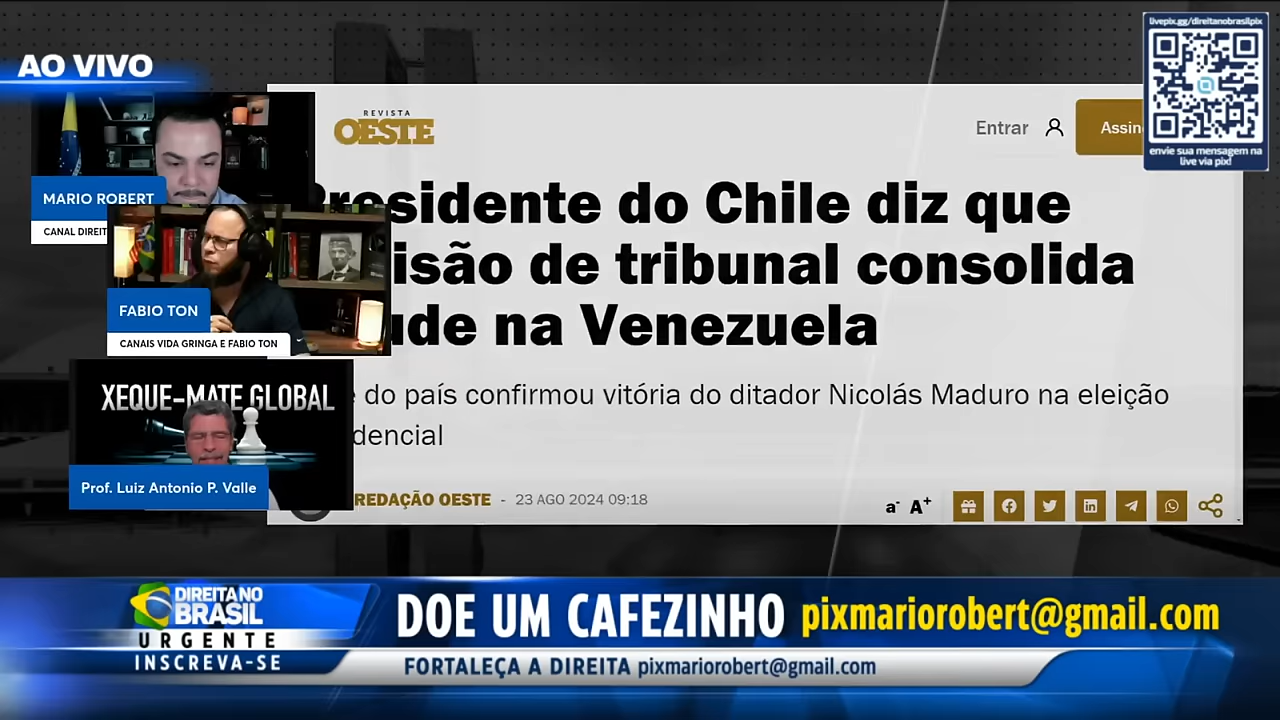 AO VIVO
livepix.gg/direitanobrasilpix
envie sua mensagem na
live via pix!
REVISTA
OESTE
Entrar
Assin
MARIO ROBERT
CANAL DIREIT
Presidente do Chile diz que
isão de tribunal consolida
ude na Venezuela
do país confirmou vitória do ditador Nicolás Maduro na eleição
dencial
REDAÇÃO OESTE - 23 AGO 2024 09:18
a- A+
FABIO TON
CANAIS VIDA GRINGA E FABIO TON
XEQUE-MATE GLOBAL
Prof. Luiz Antonio P. Valle
DIREITA NO
BRASIL
URGENTE
INSCREVA-SE
DOE UM CAFEZINHO pixmariorobert@gmail.com
FORTALEÇA A DIREITA pixmariorobert@gmail.com